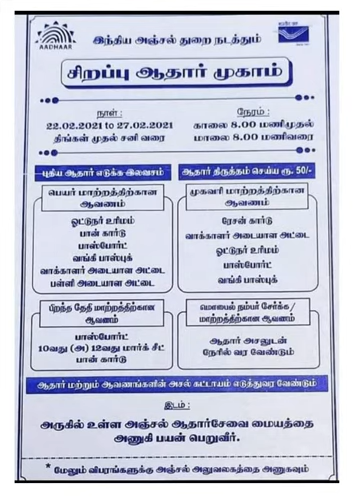 AADHAAR
இந்திய அஞ்சல் துறை நடத்தும்
சிறப்பு ஆதார் முகாம்
நாள் :
22.02.2021 to 27.02.2021
திங்கள் முதல் சனி வரை
நேரம் :
காலை 8.00 மணிமுதல்
மாலை 8.00 மணிவரை
புதிய ஆதார் எடுக்க இலவசம்
ஆதார் திருத்தம் செய்ய ரூ. 50/-
பெயர் மாற்றத்திற்கான
ஆவணம்
ஓட்டுநர் உரிமம்
பான் கார்டு
பாஸ்போர்ட்
வங்கி பாஸ்புக்
வாக்காளர் அடையாள அட்டை
பள்ளி அடையாள அட்டை
முகவரி மாற்றத்திற்கான
ஆவணம்
ரேசன் கார்டு
வாக்காளர் அடையாள அட்டை
ஓட்டுநர் உரிமம்
பாஸ்போர்ட்
வங்கி பாஸ்புக்
பிறந்த தேதி மாற்றத்திற்கான
ஆவணம்
பாஸ்போர்ட்
10வது (அ) 12வது மார்க் சீட்
பான் கார்டு
மொபைல் நம்பர் சேர்க்க /
மாற்றத்திற்கான ஆவணம்
ஆதார் அசலுடன்
நேரில் வர வேண்டும்
ஆதார் மற்றும் ஆவணங்களின் அசல் கட்டாயம் எடுத்துவர வேண்டும்
இடம் :
அருகில் உள்ள அஞ்சல் ஆதார்சேவை மையத்தை
அணுகி பயன் பெறுவீர்.
* மேலும் விபரங்களுக்கு அஞ்சல் அலுவலகத்தை அணுகவும்